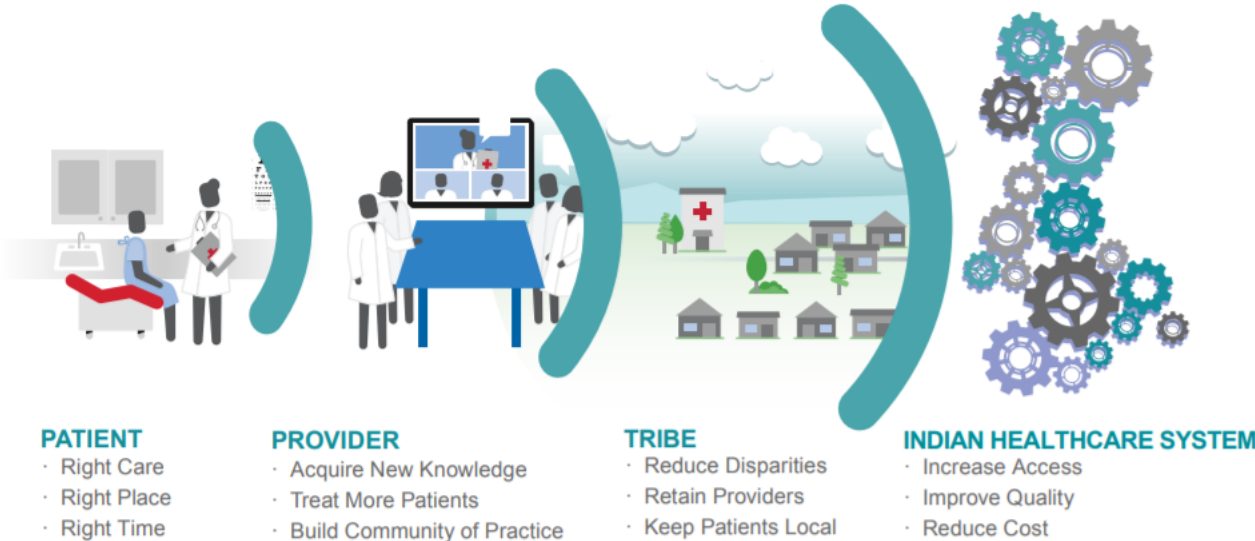 PATIENT
· Right Care
· Right Place
· Right Time
PROVIDER
· Acquire New Knowledge
· Treat More Patients
· Build Community of Practice
TRIBE
· Reduce Disparities
· Retain Providers
· Keep Patients Local
INDIAN HEALTHCARE SYSTEM
· Increase Access
· Improve Quality
· Reduce Cost